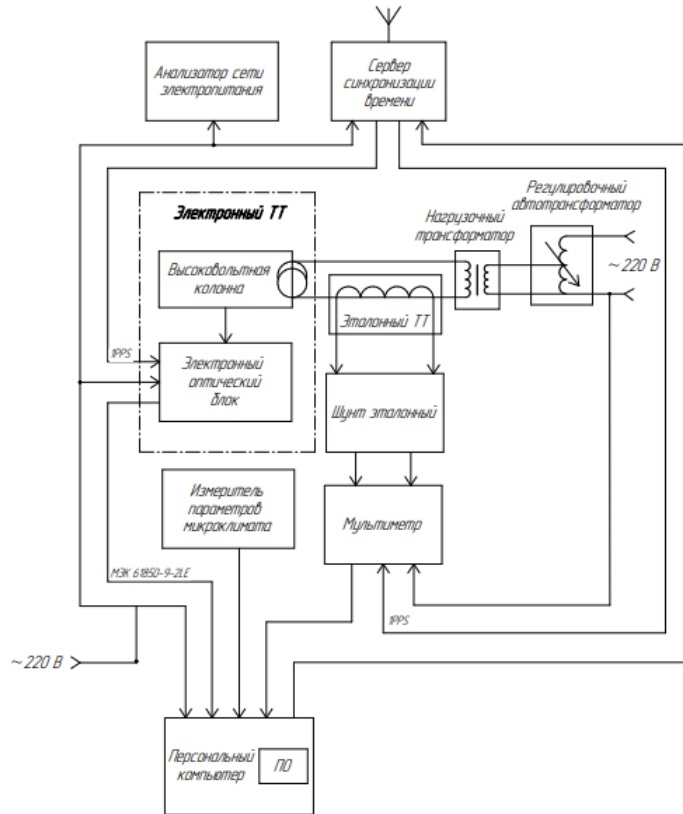 Анализатор сети
электропитания
Сервер
синхронизации
времени
Электронный ТТ
Высоковольтная
колонна
Нагрузочный
трансформатор
Регулировочный
автотрансформатор
~ 220 В
Эталонный ТТ
1PPS
Электронный
оптический
блок
Шунт эталонный
Измеритель
параметров
микроклимата
Мультиметр
МЭК 61850-9-2LE
1PPS
~ 220 В
Персональный
компьютер
ПО